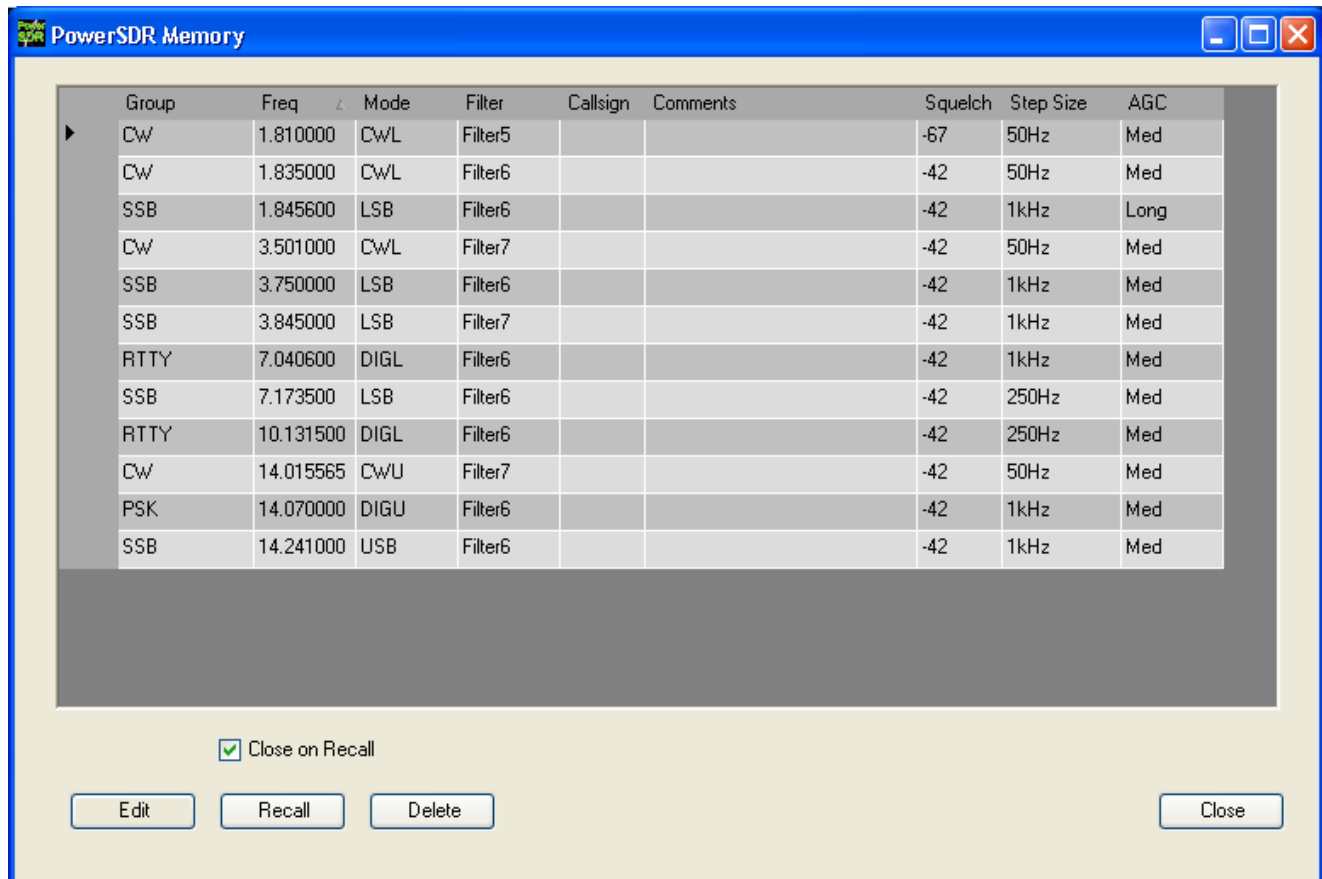 PowerSDR Memory
Group Freq Mode Filter Callsign Comments Squelch Step Size AGC
CW 1.810000 CWL Filter5 -67 50Hz Med
CW 1.835000 CWL Filter6 -42 50Hz Med
SSB 1.845600 LSB Filter6 -42 1kHz Long
CW 3.501000 CWL Filter7 -42 50Hz Med
SSB 3.750000 LSB Filter6 -42 1kHz Med
SSB 3.845000 LSB Filter7 -42 1kHz Med
RTTY 7.040600 DIGL Filter6 -42 1kHz Med
SSB 7.173500 LSB Filter6 -42 250Hz Med
RTTY 10.131500 DIGL Filter6 -42 250Hz Med
CW 14.015565 CWU Filter7 -42 50Hz Med
PSK 14.070000 DIGU Filter6 -42 1kHz Med
SSB 14.241000 USB Filter6 -42 1kHz Med
Close on Recall
Edit Recall Delete Close